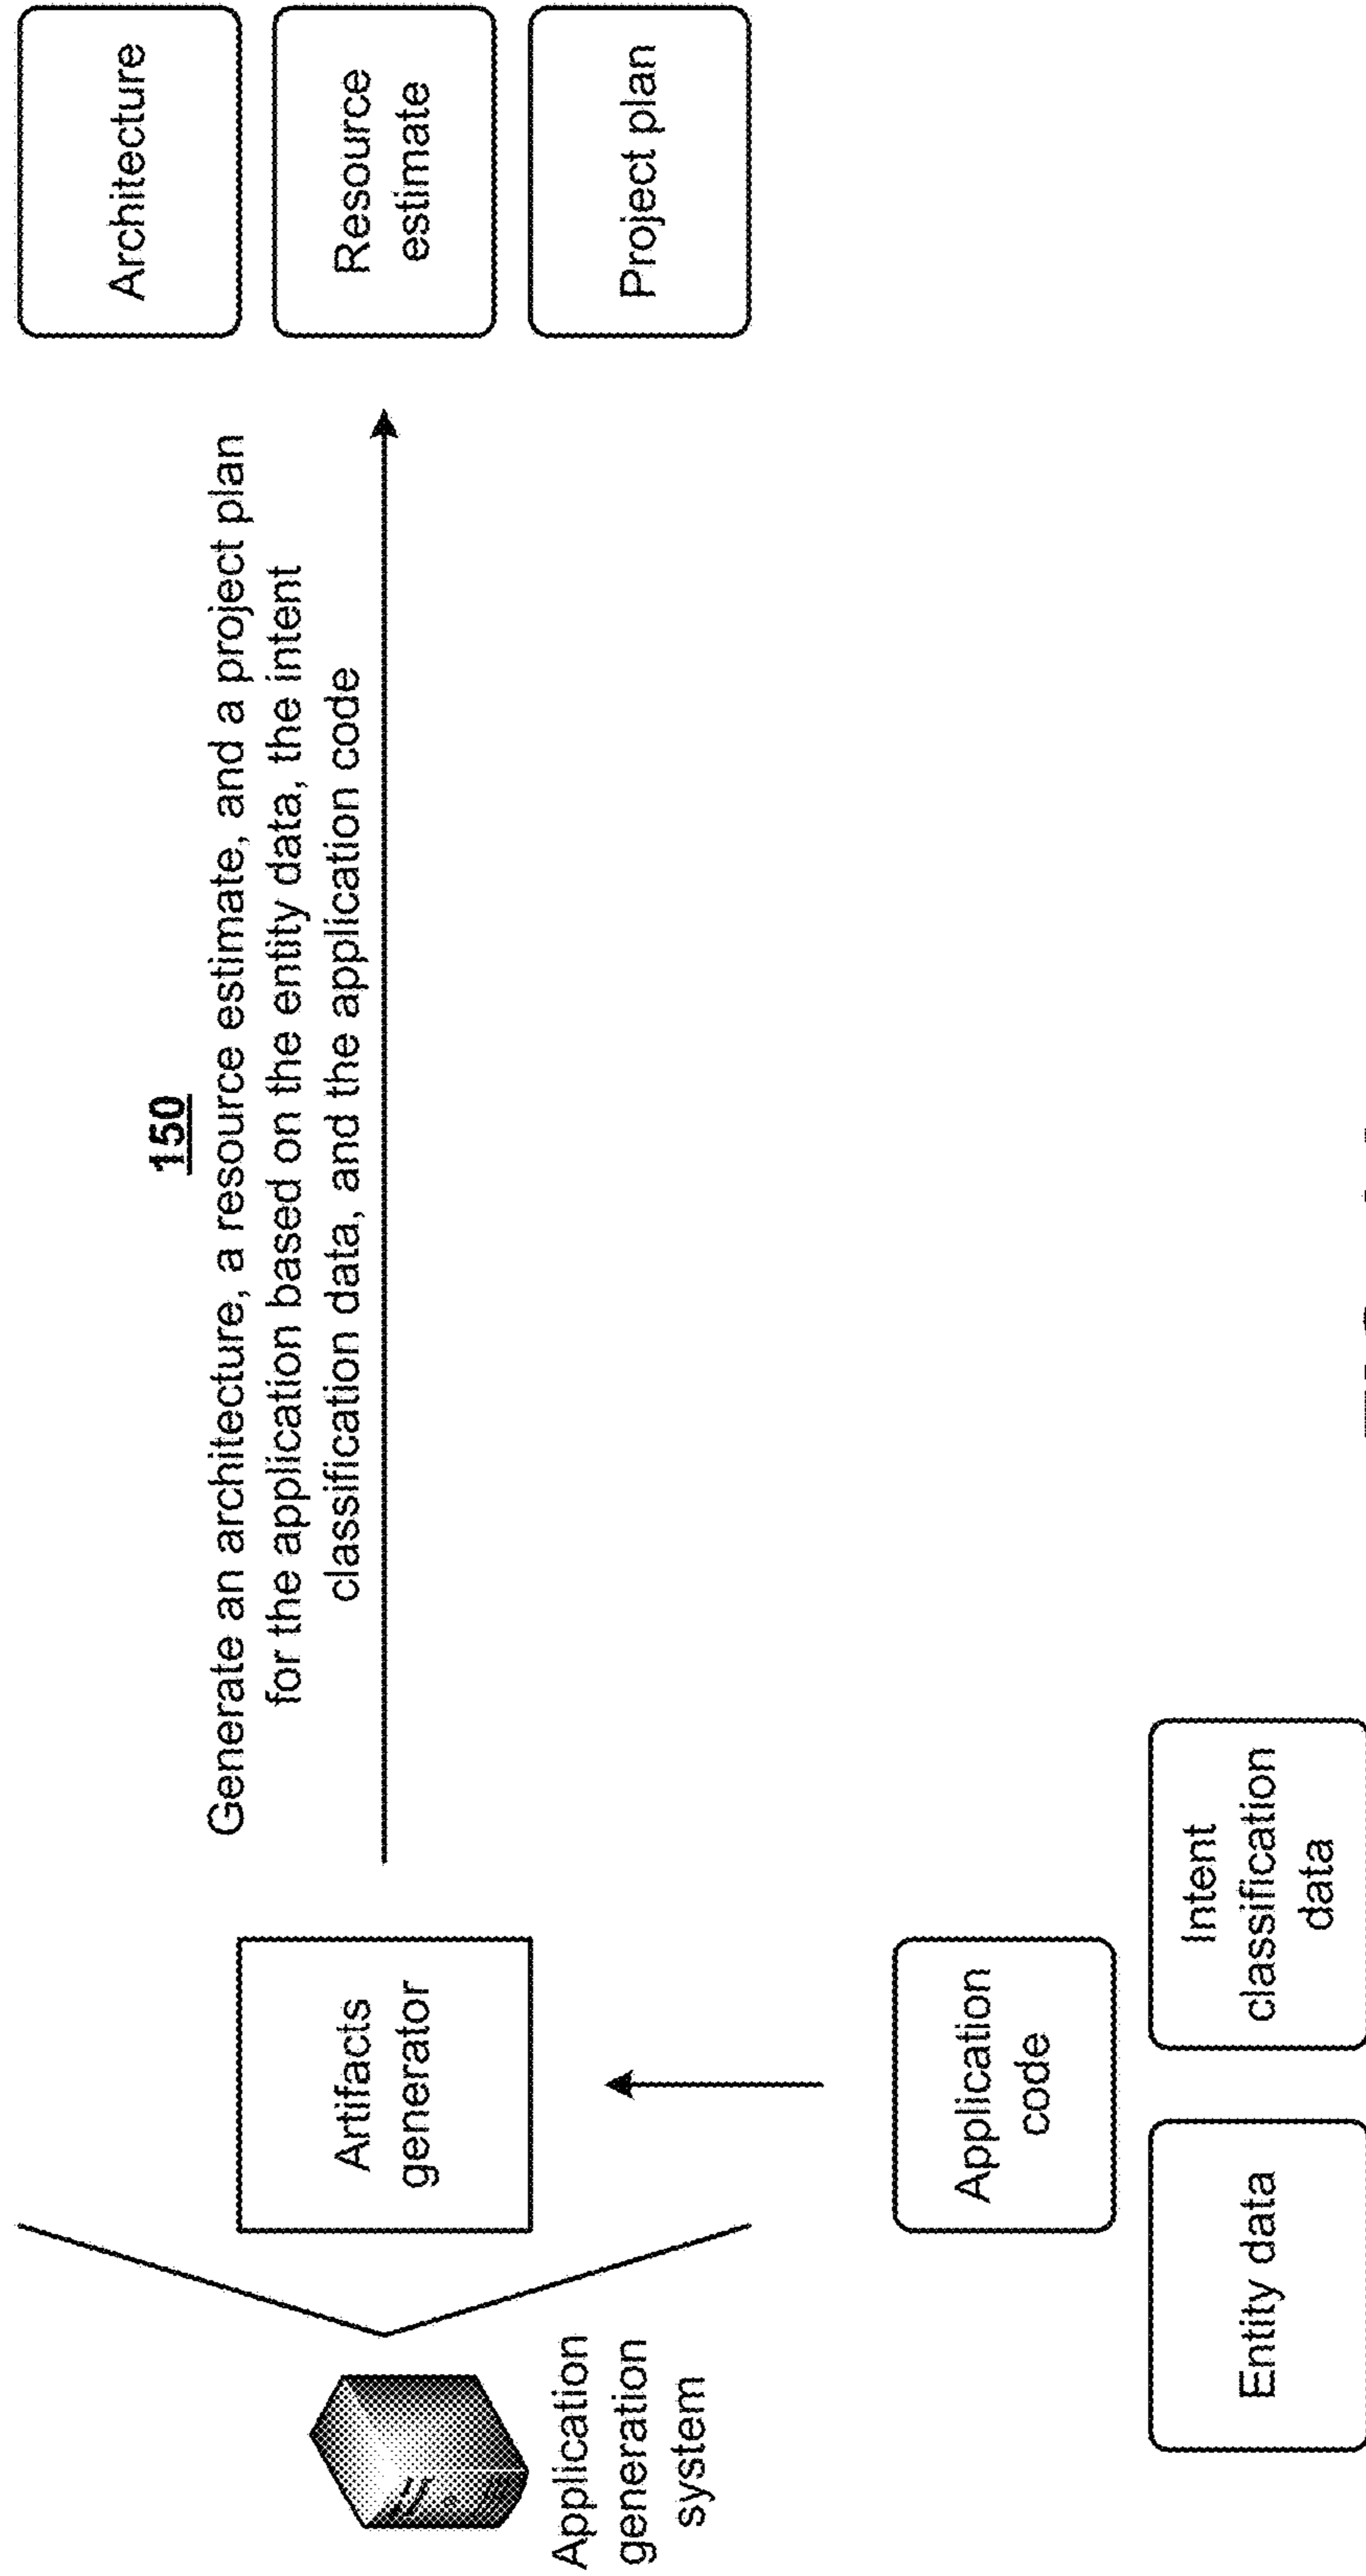 150
Generate an architecture, a resource estimate, and a project plan
for the application based on the entity data, the intent
classification data, and the application code
Application
generation
system
Artifacts
generator
Architecture
Resource
estimate
Project plan
Application
code
Entity data
Intent
classification
data